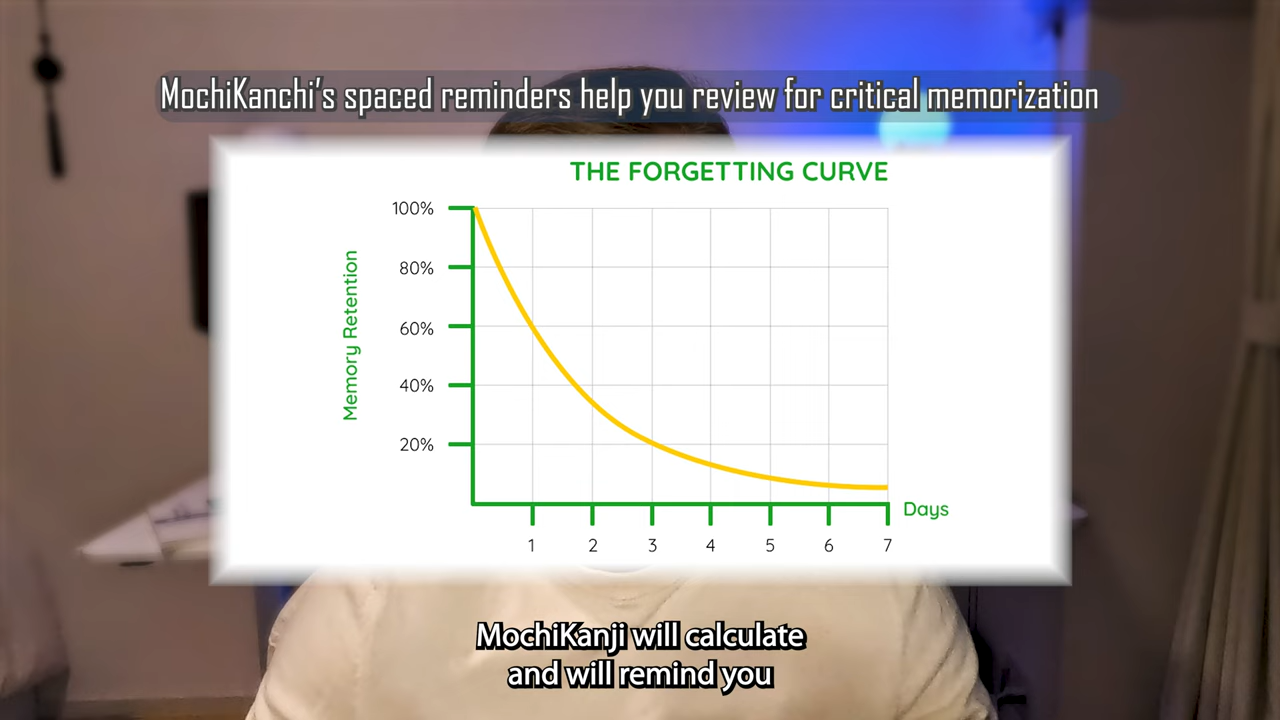 MochiKanchi's spaced reminders help you review for critical memorization
THE FORGETTING CURVE
Memory Retention
100%
80%
60%
40%
20%
Days
1 2 3 4 5 6 7
MochiKanji will calculate
and will remind you